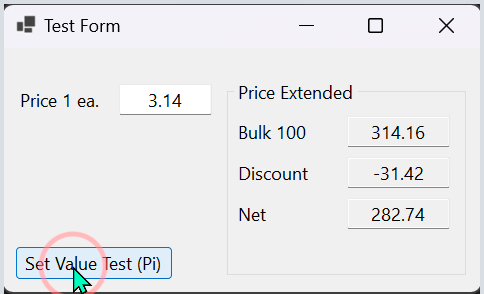 Test Form
Price 1 ea. 3.14
Price Extended
Bulk 100 314.16
Discount -31.42
Net 282.74
Set Value Test (Pi)